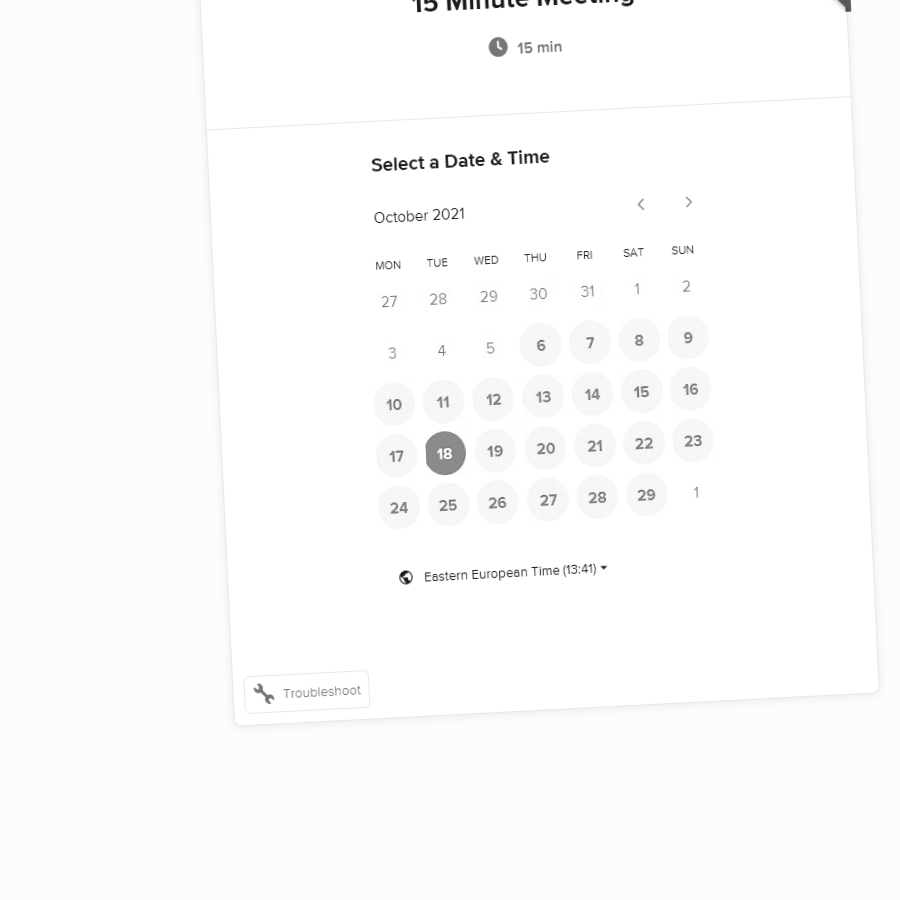 15 Minute Meeting
15 min
Select a Date & Time
October 2021
MON TUE WED THU FRI SAT SUN
27 28 29 30 31 1 2
3 4 5 6 7 8 9
10 11 12 13 14 15 16
17 18 19 20 21 22 23
24 25 26 27 28 29 1
Eastern European Time (13:41)
Troubleshoot